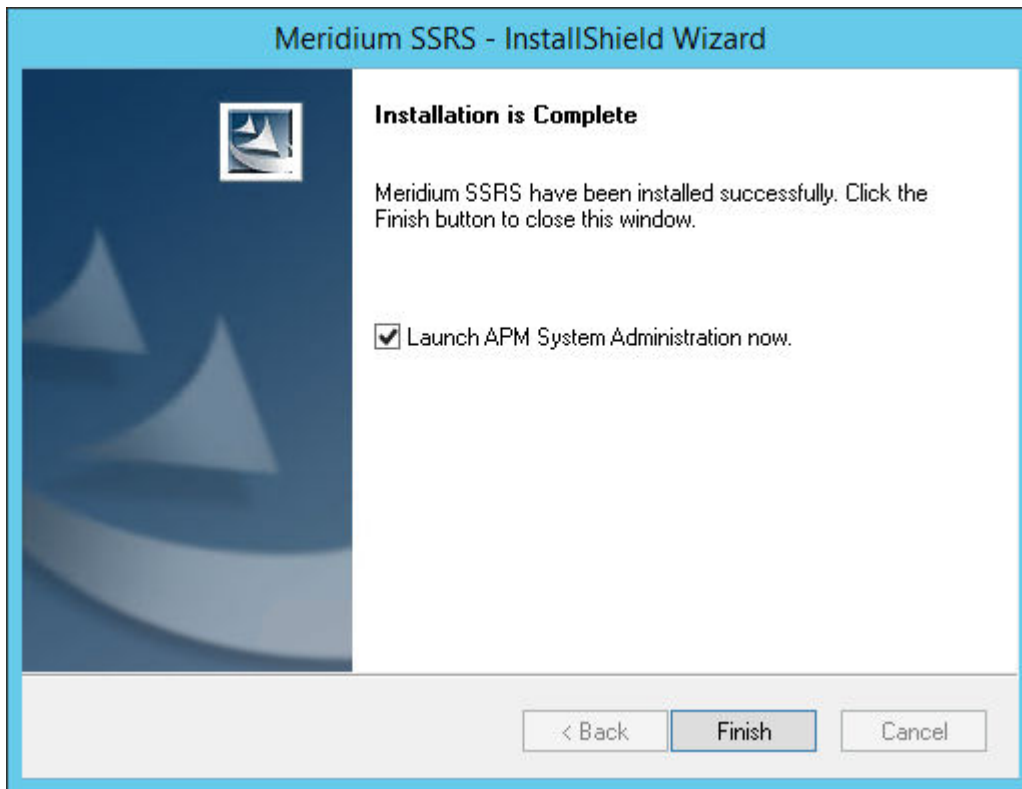 Meridium SSRS - InstallShield Wizard
Installation is Complete
Meridium SSRS have been installed successfully. Click the
Finish button to close this window.
Launch APM System Administration now.
< Back
Finish
Cancel